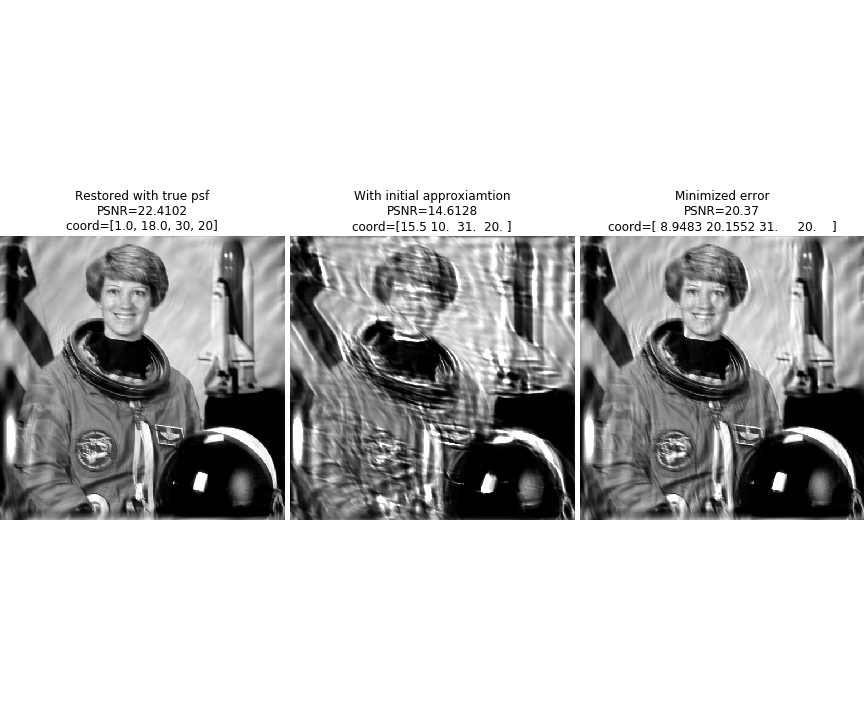 Restored with true psf
PSNR=22.4102
coord=[1.0, 18.0, 30, 20]
With initial approxiamtion
PSNR=14.6128
coord=[15.5 10.  31.  20. ]
Minimized error
PSNR=20.37
coord=[ 8.9483 20.1552 31.     20.    ]